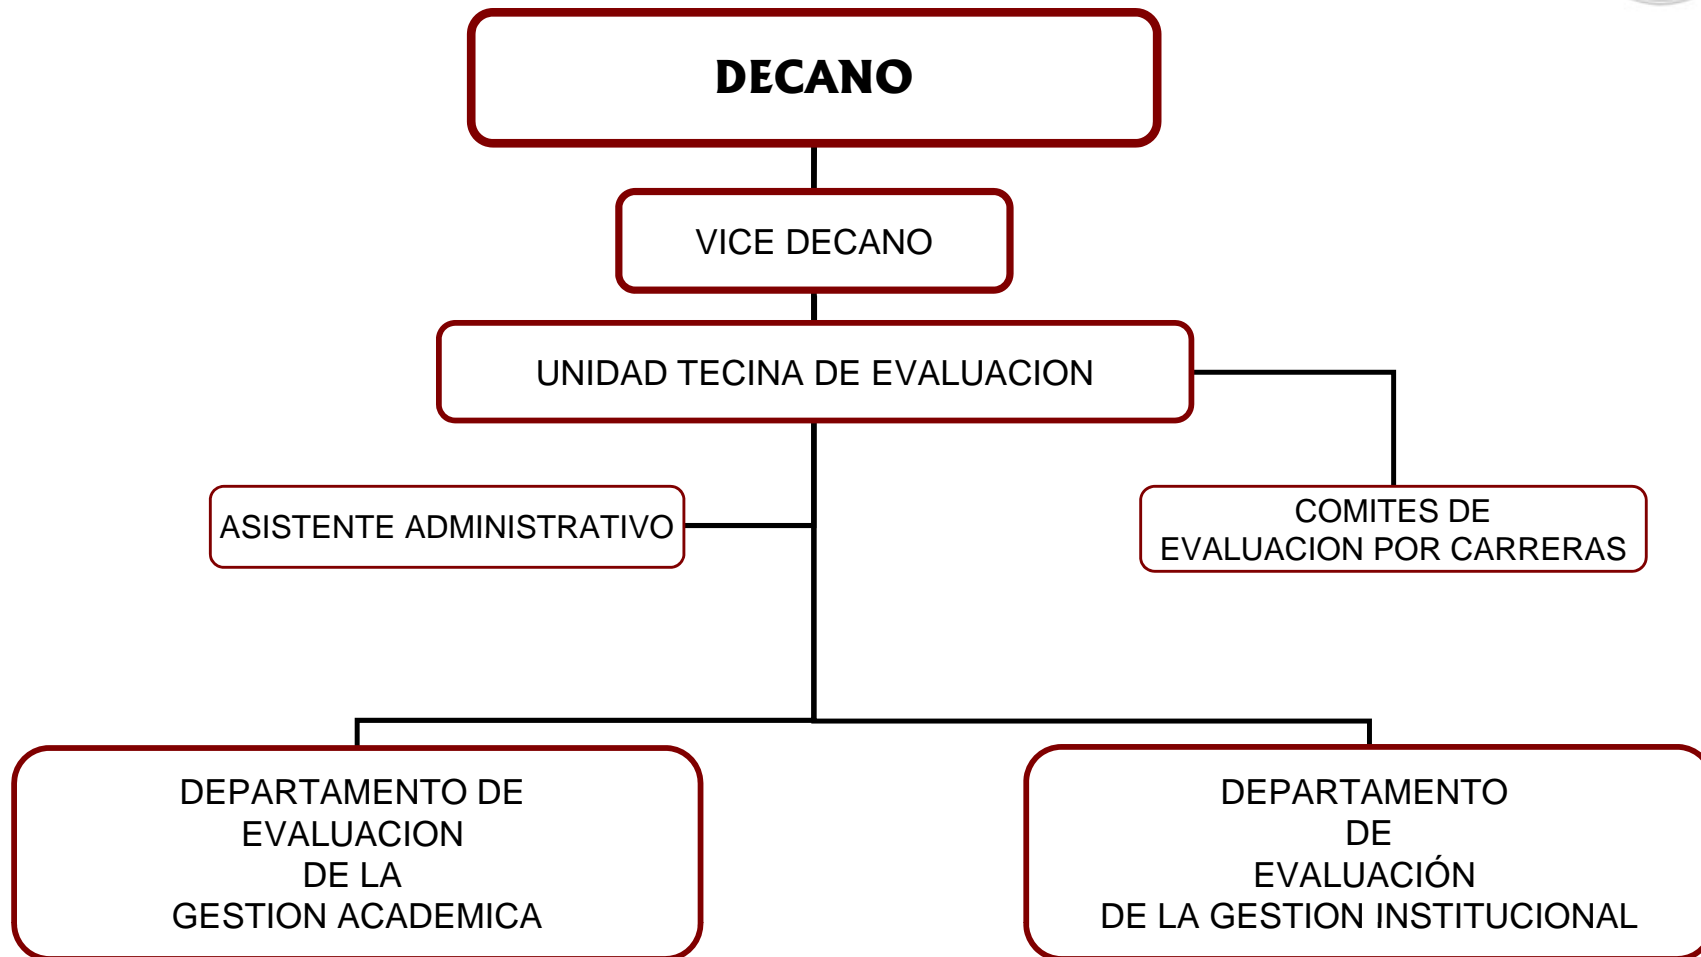 DECANO
VICE DECANO
UNIDAD TECINA DE EVALUACION
ASISTENTE ADMINISTRATIVO
COMITES DE
EVALUACION POR CARRERAS
DEPARTAMENTO DE
EVALUACION
DE LA
GESTION ACADEMICA
DEPARTAMENTO
DE
EVALUACIÓN
DE LA GESTION INSTITUCIONAL